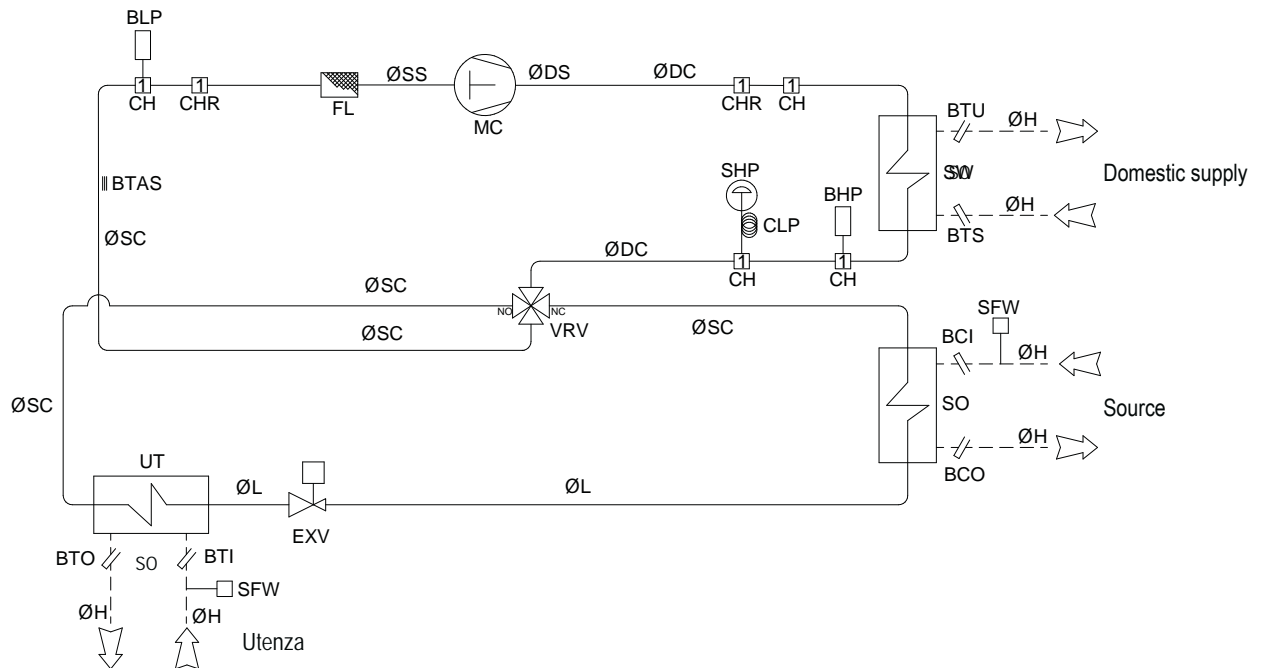 BLP
ØSS
ØDS
ØDC
1
CH
1
CHR
FL
MC
1
CHR
1
CH
BTU
ØH
BTAS
SHP
BHP
SW
Domestic supply
CLP
ØH
BTS
ØSC
ØDC
1
CH
1
CH
ØSC
NO
NC
VRV
ØSC
SFW
ØSC
BCI
ØH
ØSC
SO
Source
ØH
UT
BCO
ØL
ØL
EXV
BTO
SO
BTI
SFW
ØH
ØH
Utenza